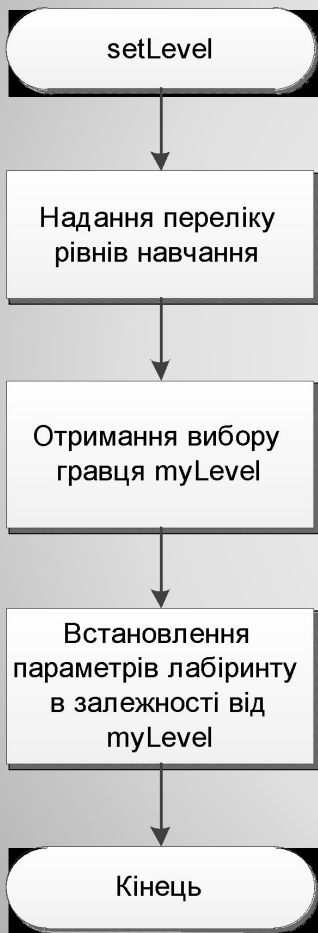 setLevel
Надання переліку
рівнів навчання
Отримання вибору
гравця myLevel
Встановлення
параметрів лабіринту
в залежності від
myLevel
Кінець